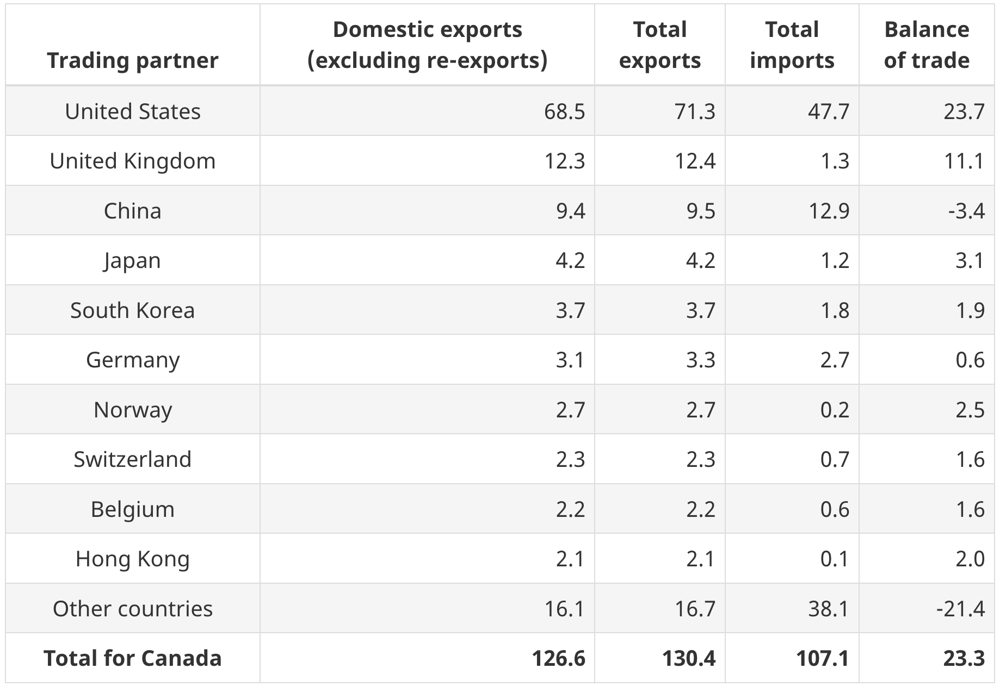 Trading partner Domestic exports (excluding re-exports) Total exports Total imports Balance of trade
United States 68.5 71.3 47.7 23.7
United Kingdom 12.3 12.4 1.3 11.1
China 9.4 9.5 12.9 -3.4
Japan 4.2 4.2 1.2 3.1
South Korea 3.7 3.7 1.8 1.9
Germany 3.1 3.3 2.7 0.6
Norway 2.7 2.7 0.2 2.5
Switzerland 2.3 2.3 0.7 1.6
Belgium 2.2 2.2 0.6 1.6
Hong Kong 2.1 2.1 0.1 2.0
Other countries 16.1 16.7 38.1 -21.4
Total for Canada 126.6 130.4 107.1 23.3